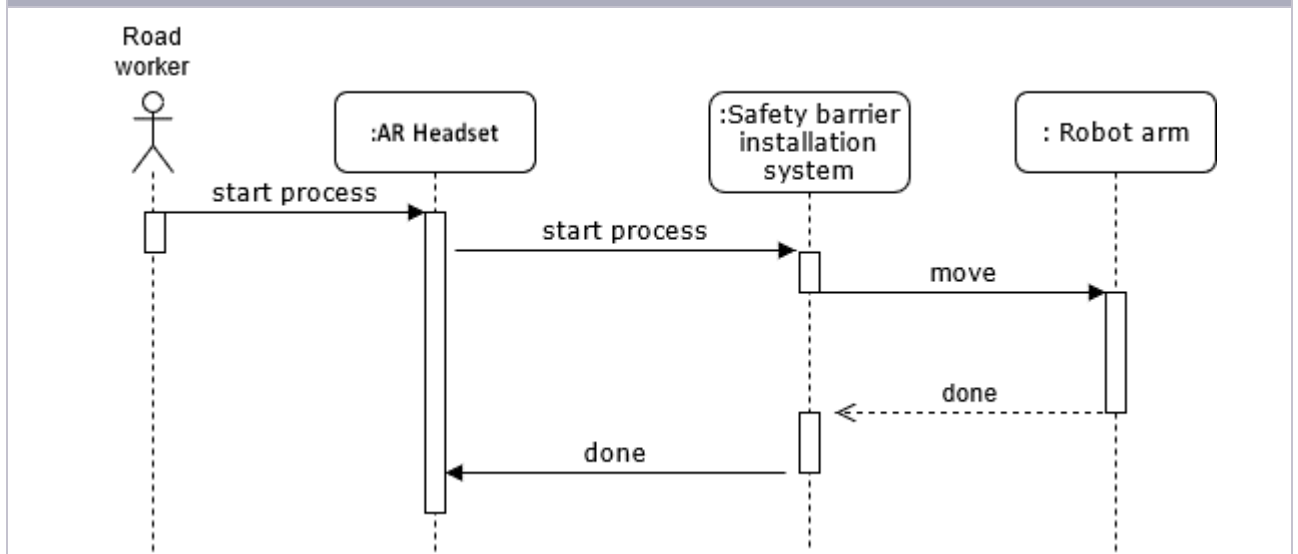 Road
worker
:AR Headset
:Safety barrier
installation
system
: Robot arm
start process
start process
move
done
done